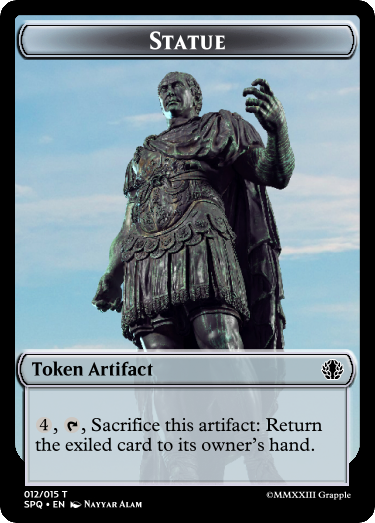 STATUE
Token Artifact
4, , Sacrifice this artifact: Return
the exiled card to its owner's hand.
012/015 T
SPQ • EN NAYYAR ALAM
©MMXXIII Grapple